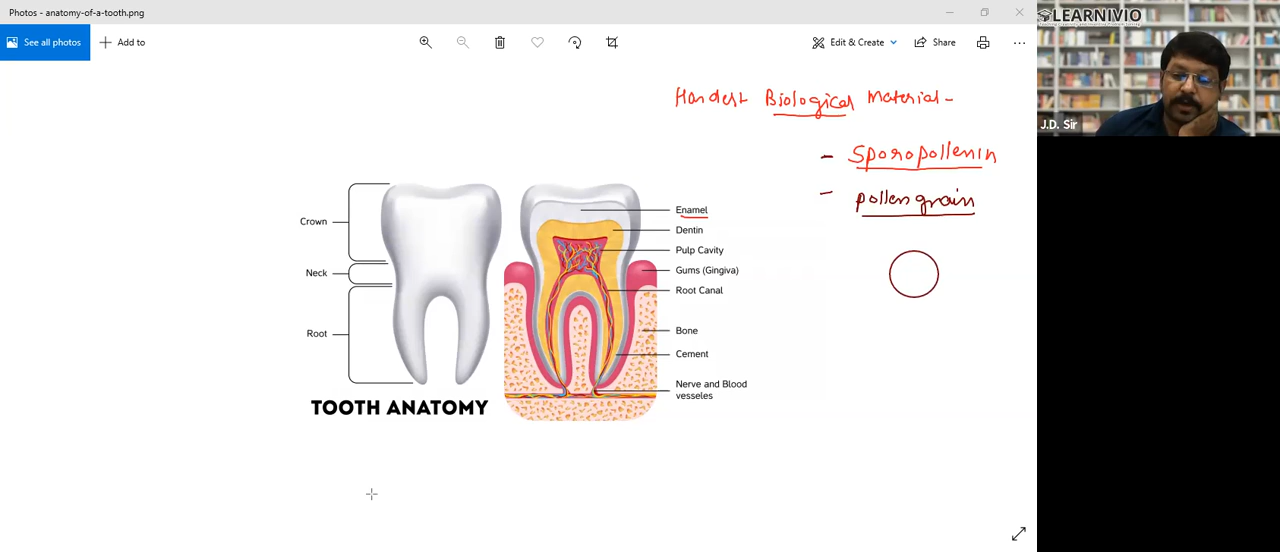 Photos - anatomy-of-a-tooth.png
See all photos
Add to
Edit & Create
Share
LEARNIVIO
J.D. Sir
Hardest Biological Material -
- Sporopollenin
- pollengrain
Crown
Neck
Root
TOOTH ANATOMY
Enamel
Dentin
Pulp Cavity
Gums (Gingiva)
Root Canal
Bone
Cement
Nerve and Blood
vesseles